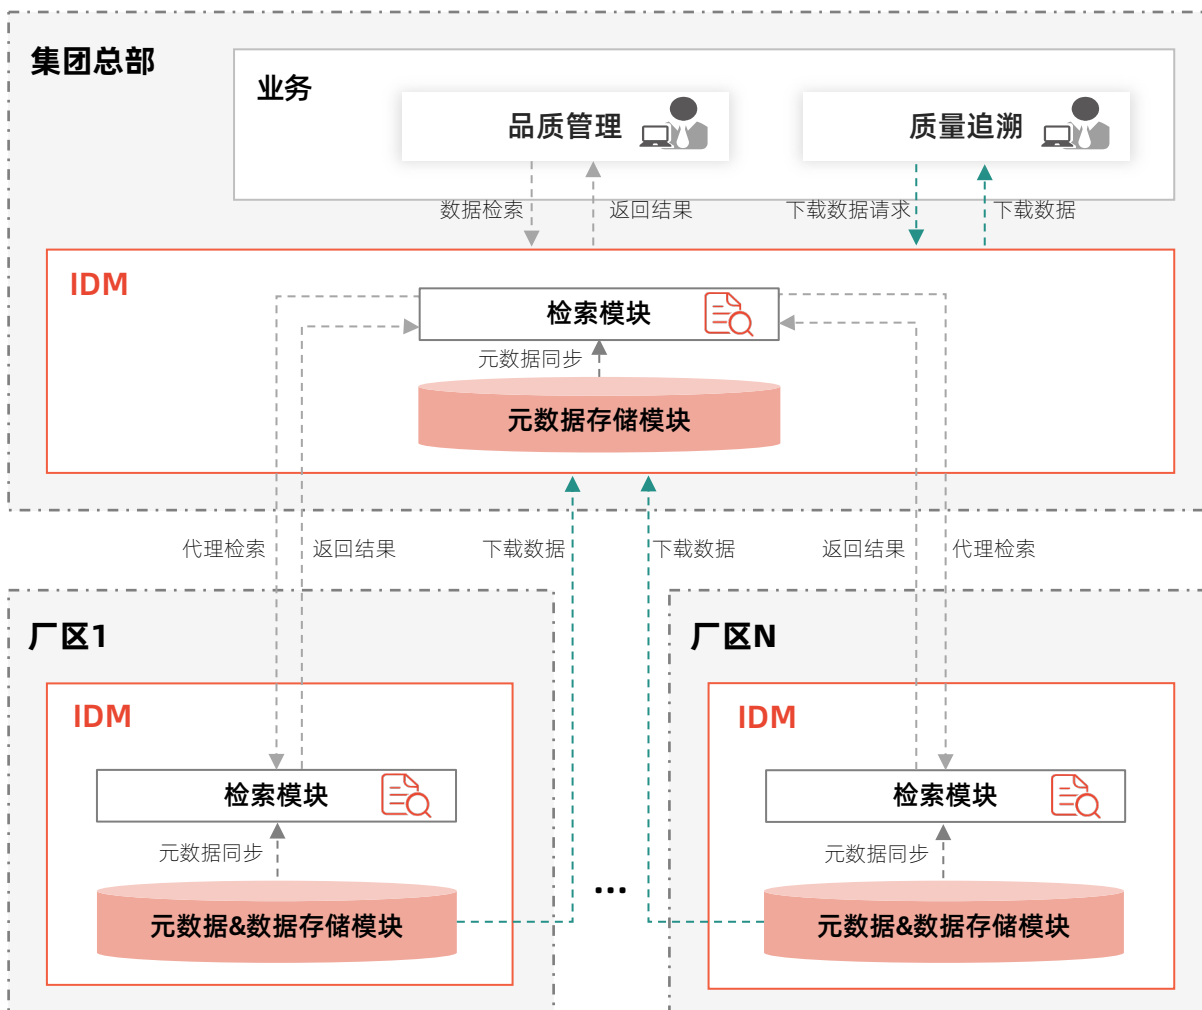 集团总部
业务
品质管理
质量追溯
数据检索
返回结果
下载数据请求
下载数据
IDM
检索模块
元数据同步
元数据存储模块
代理检索
返回结果
下载数据
下载数据
返回结果
代理检索
厂区1
IDM
检索模块
元数据同步
元数据&数据存储模块
...
厂区N
IDM
检索模块
元数据同步
元数据&数据存储模块